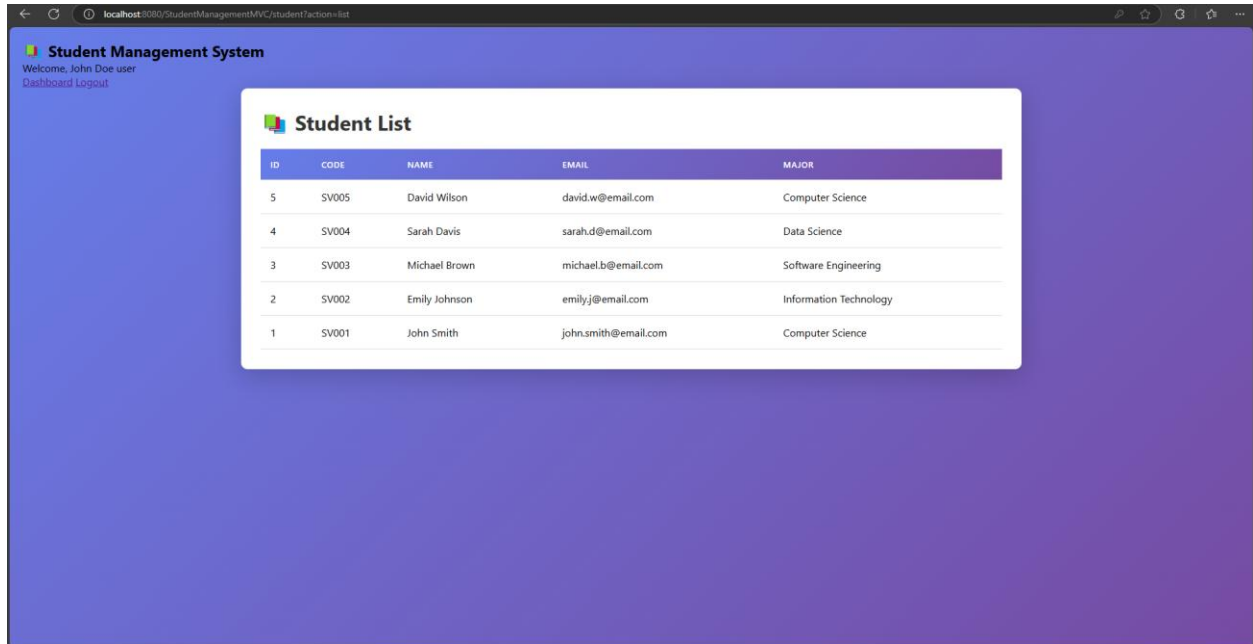 localhost:8080/StudentManagementMVC/student?action=list
Student Management System
Welcome, John Doe user
Dashboard Logout
Student List
ID CODE NAME EMAIL MAJOR
5 SV005 David Wilson david.w@email.com Computer Science
4 SV004 Sarah Davis sarah.d@email.com Data Science
3 SV003 Michael Brown michael.b@email.com Software Engineering
2 SV002 Emily Johnson emily.j@email.com Information Technology
1 SV001 John Smith john.smith@email.com Computer Science